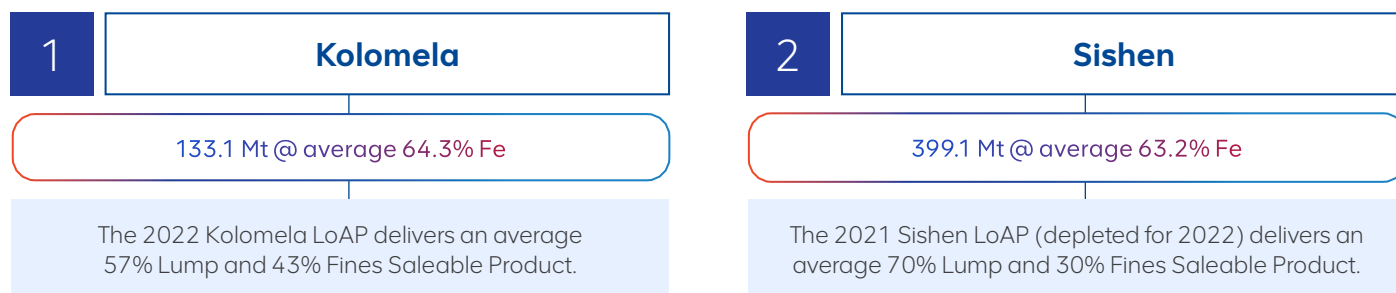 1
Kolomela
133.1 Mt @ average 64.3% Fe
The 2022 Kolomela LoAP delivers an average
57% Lump and 43% Fines Saleable Product.
2
Sishen
399.1 Mt @ average 63.2% Fe
The 2021 Sishen LoAP (depleted for 2022) delivers an
average 70% Lump and 30% Fines Saleable Product.